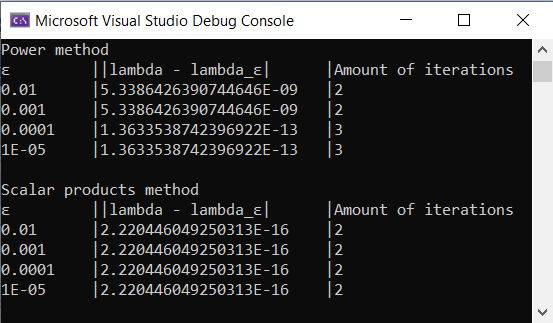 Microsoft Visual Studio Debug Console
Power method
ε ||lambda - lambda_ε| |Amount of iterations
0.01 |5.3386426390744646E-09 |2
0.001 |5.3386426390744646E-09 |2
0.0001 |1.3633538742396922E-13 |3
1E-05 |1.3633538742396922E-13 |3
Scalar products method
ε ||lambda - lambda_ε| |Amount of iterations
0.01 |2.220446049250313E-16 |2
0.001 |2.220446049250313E-16 |2
0.0001 |2.220446049250313E-16 |2
1E-05 |2.220446049250313E-16 |2